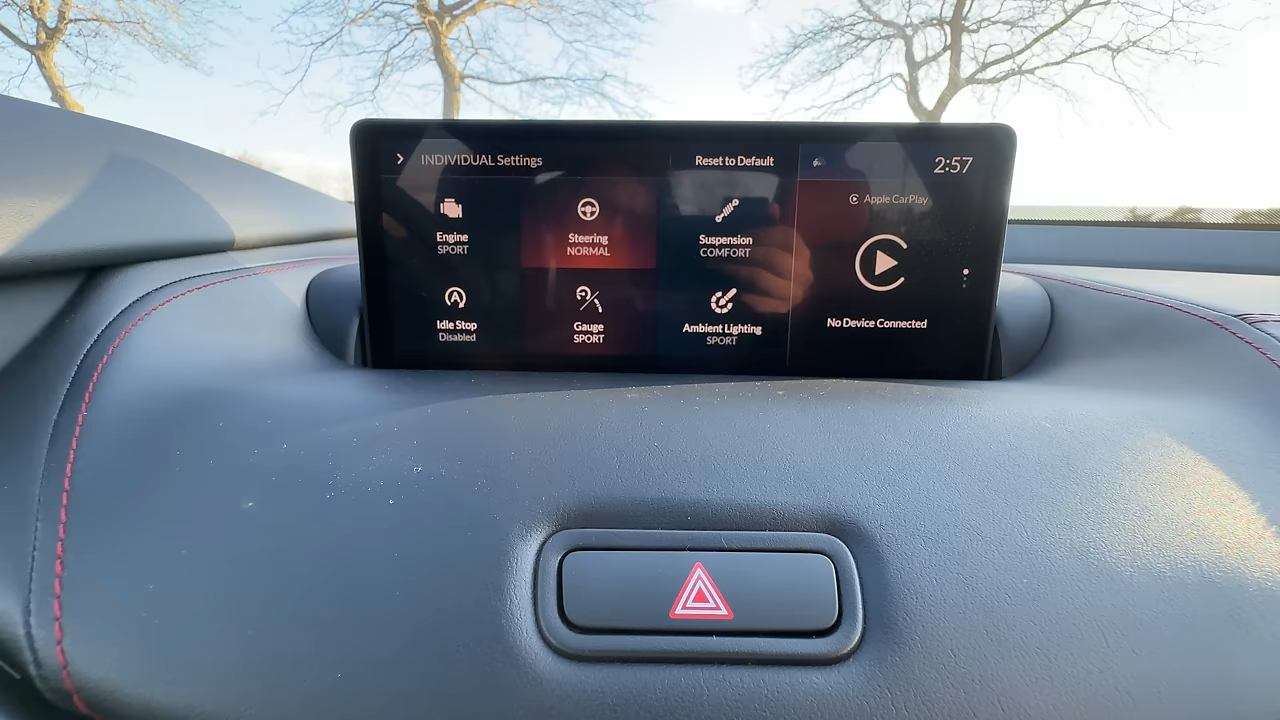 INDIVIDUAL Settings
Reset to Default
2:57
Engine
SPORT
Steering
NORMAL
Suspension
COMFORT
Idle Stop
Disabled
Gauge
SPORT
Ambient Lighting
SPORT
Apple CarPlay
No Device Connected